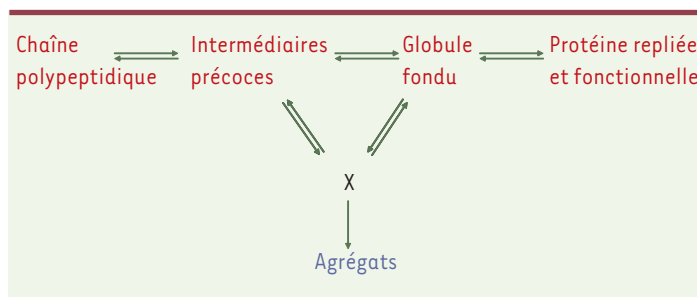 Chaîne
polypeptidique
Intermédiaires
précoces
Globule
fondu
Protéine repliée
et fonctionnelle
X
Agrégats